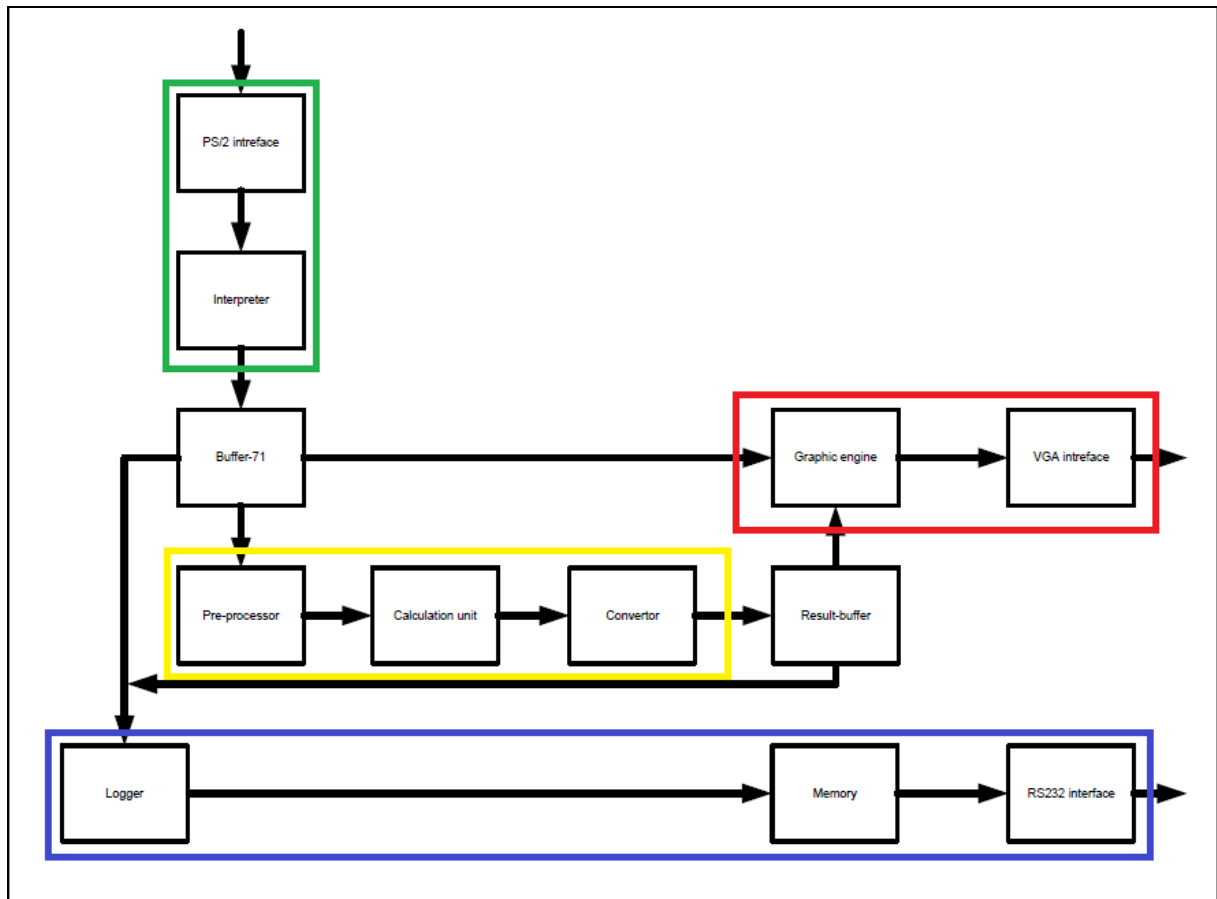 PS/2 intreface
Interpreter
Buffer-71
Graphic engine
VGA intreface
Pre-processor
Calculation unit
Convertor
Result-buffer
Logger
Memory
RS232 interface